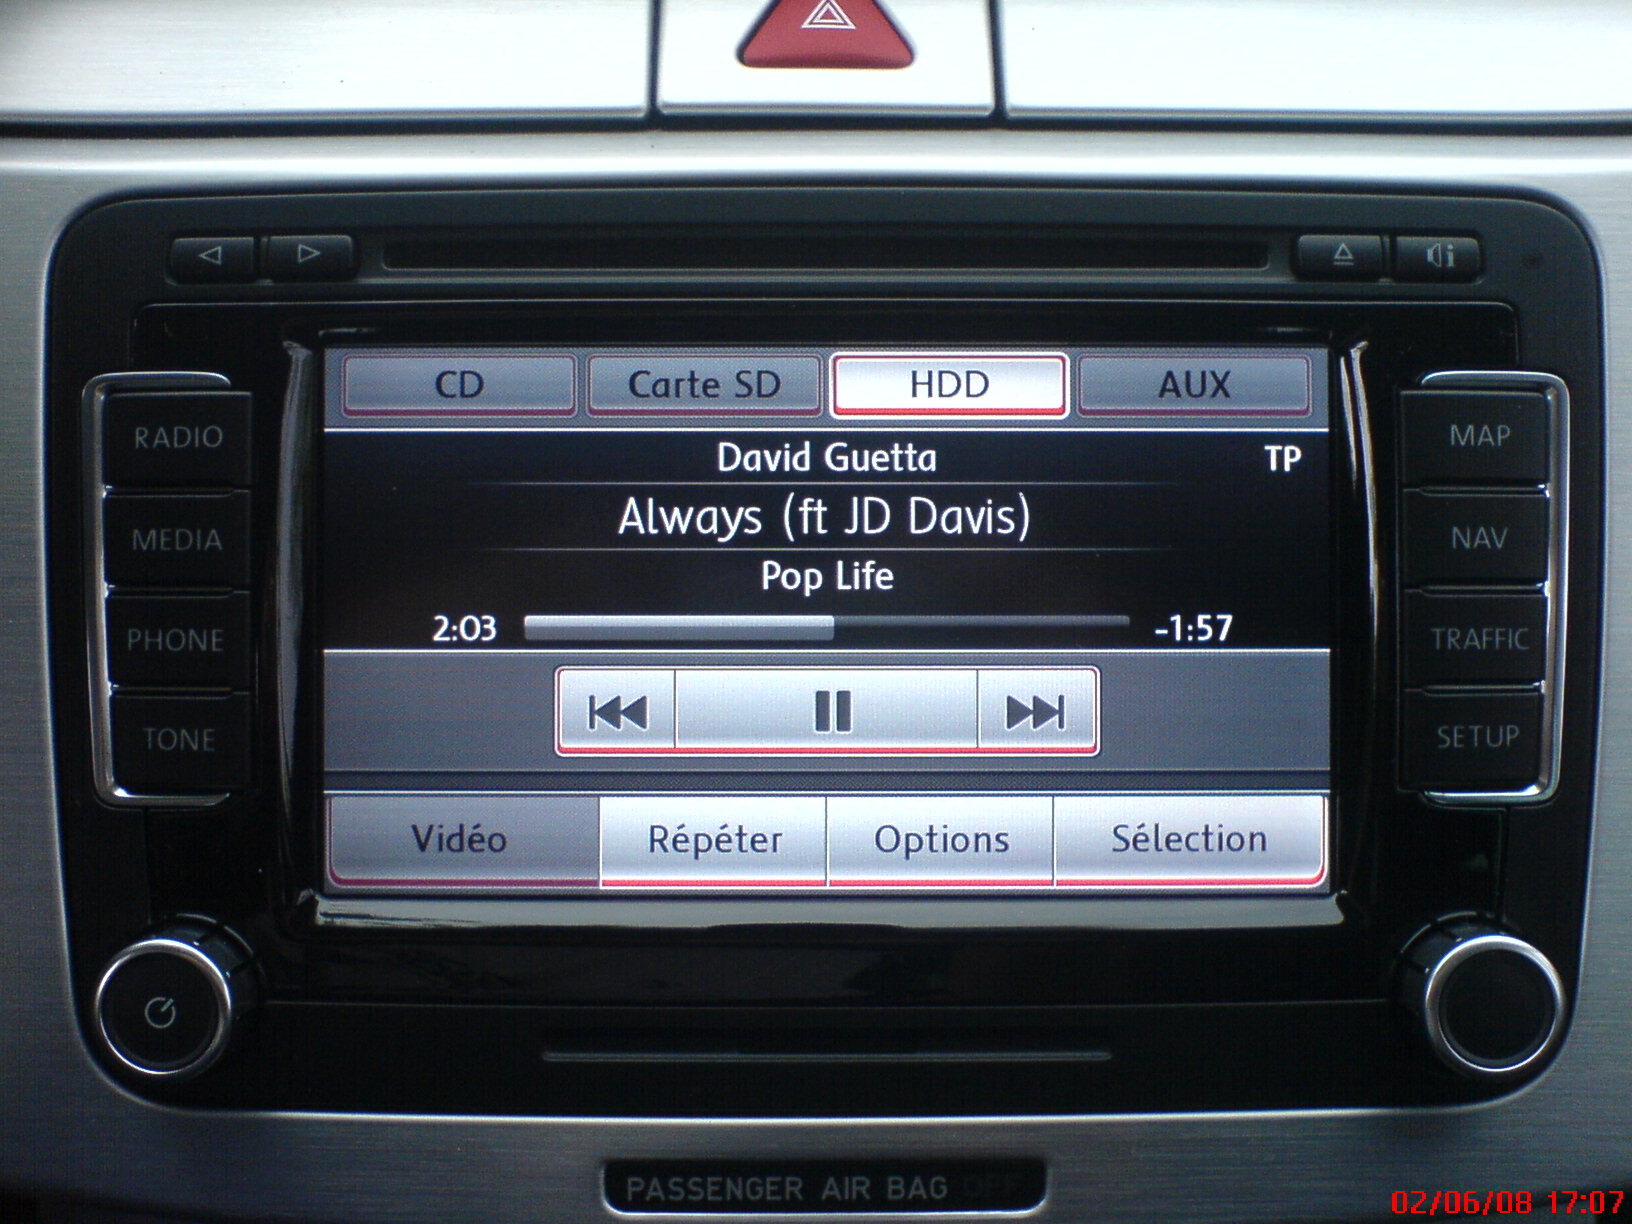 CD Carte SD HDD AUX
David Guetta TP
RADIO MAP
Always (ft JD Davis)
MEDIA NAV
Pop Life
2:03 -1:57
PHONE TRAFFIC
TONE SETUP
Vidéo Répéter Options Sélection
PASSENGER AIR BAG OFF
02/06/08 17:07